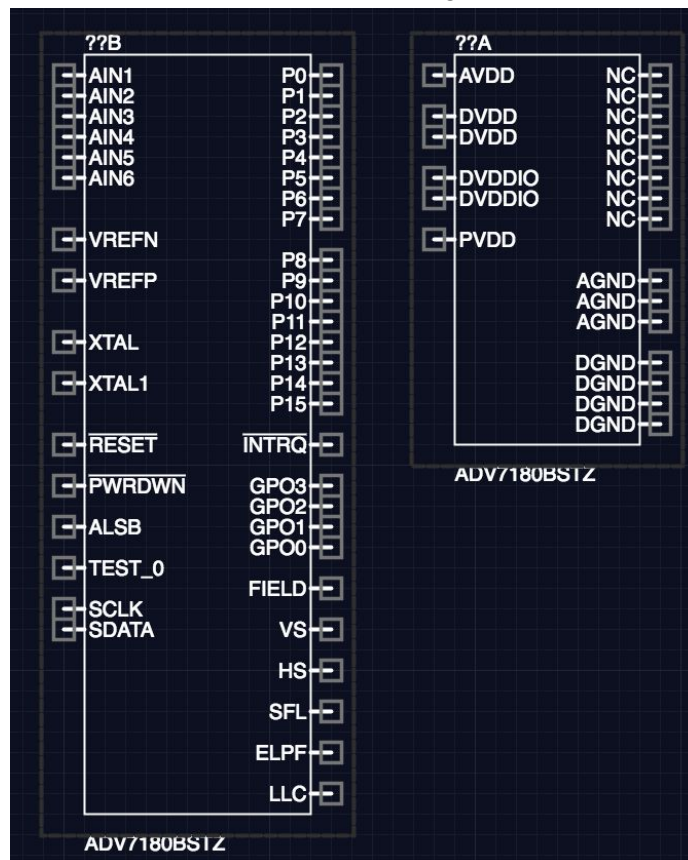 ??B
AIN1 P0
AIN2 P1
AIN3 P2
AIN4 P3
AIN5 P4
AIN6 P5
P6
P7
VREFN
P8
VREFP P9
P10
P11
XTAL P12
P13
XTAL1 P14
P15
RESET INTRQ
PWRDWN GPO3
GPO2
ALSB GPO1
GPO0
TEST_0
FIELD
SCLK
SDATA VS
HS
SFL
ELPF
LLC
ADV7180BSTZ
??A
AVDD NC
NC
DVDD NC
DVDD NC
NC
DVDDIO NC
DVDDIO NC
NC
PVDD
AGND
AGND
AGND
DGND
DGND
DGND
DGND
ADV7180BSTZ